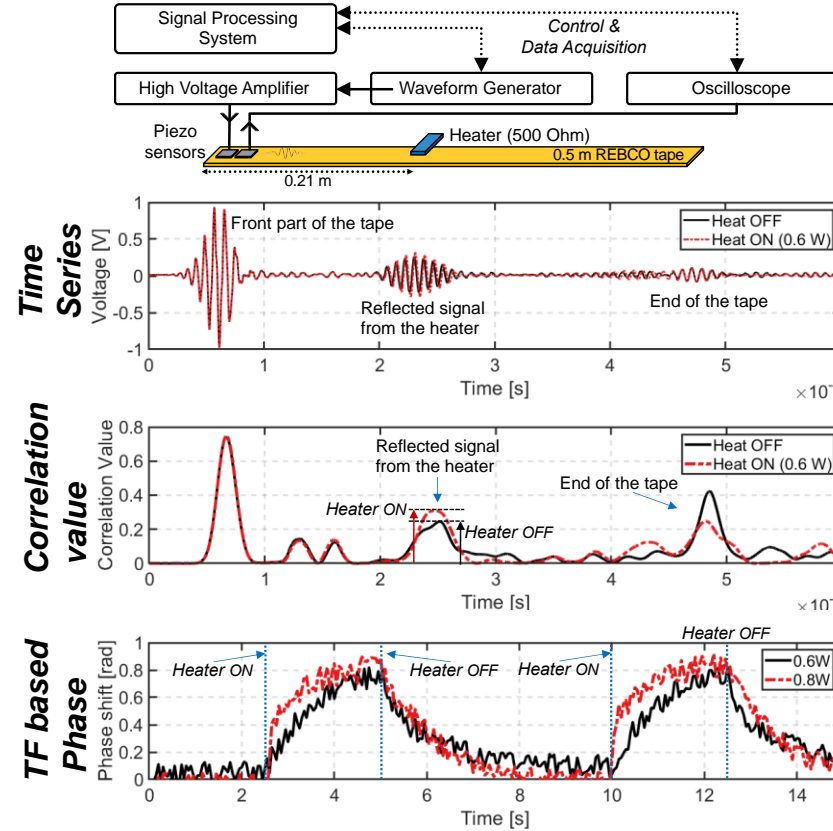 Signal Processing
System
Control &
Data Acquisition
High Voltage Amplifier
Waveform Generator
Oscilloscope
Piezo
sensors
Heater (500 Ohm)
0.5 m REBCO tape
0.21 m
Time
Series
Voltage [V]
1
0.5
0
-0.5
-1
Front part of the tape
Heat OFF
Heat ON (0.6 W)
Reflected signal
from the heater
End of the tape
0 1 2 3 4 5
Time [s]
×10⁻
Correlation
value
Correlation Value
0.8
0.6
0.4
0.2
0
Reflected signal
from the heater
Heat OFF
Heat ON (0.6 W)
Heater ON
Heater OFF
End of the tape
0 1 2 3 4 5
Time [s]
×10⁻
TF based
Phase
Phase shift [rad]
1
0.8
0.6
0.4
0.2
0
Heater ON
Heater OFF
Heater ON
Heater OFF
0.6W
0.8W
0 2 4 6 8 10 12 14
Time [s]